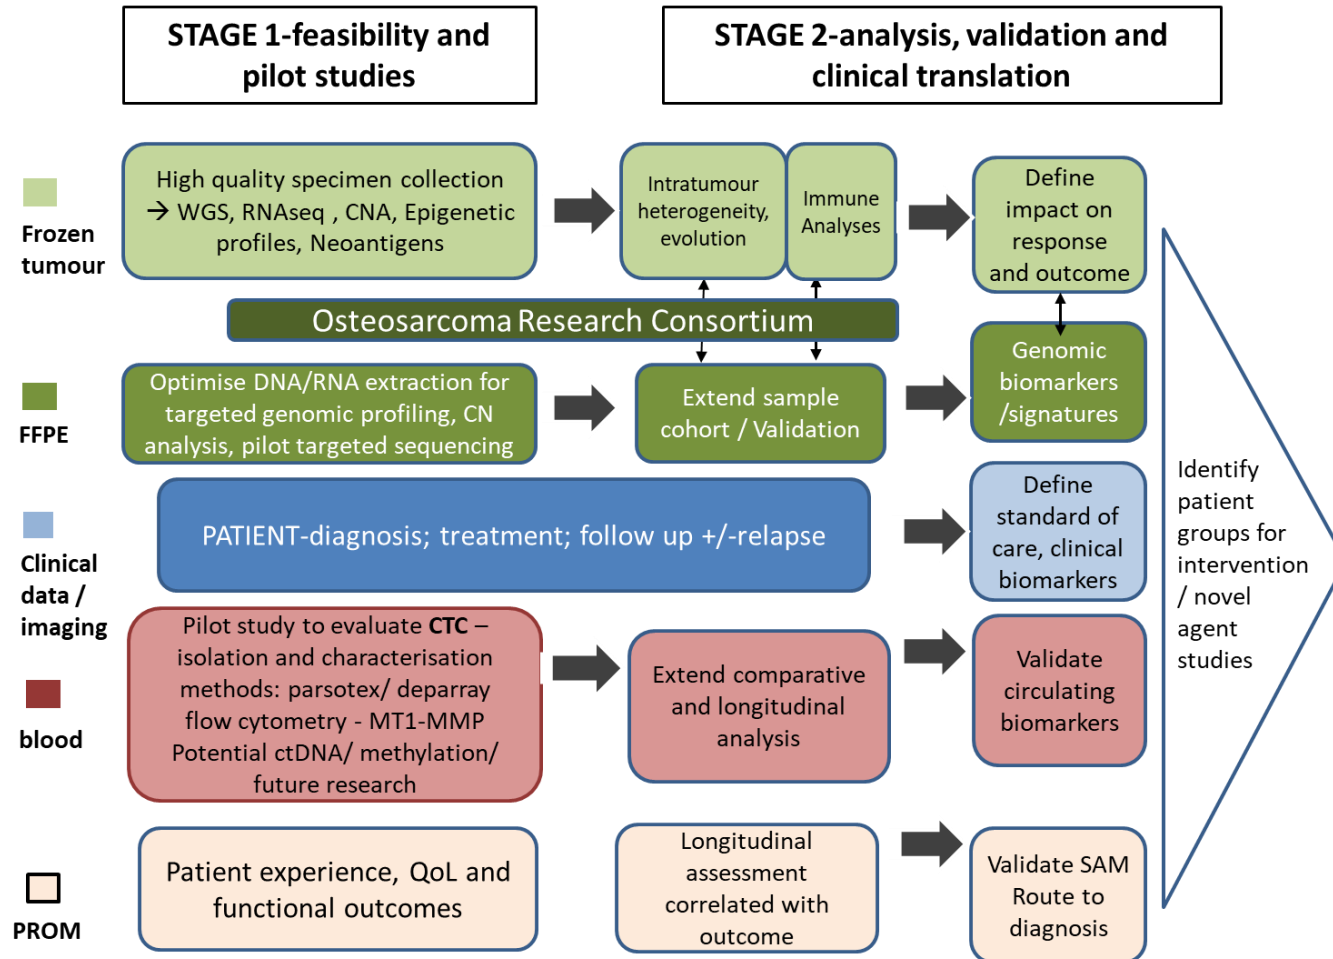 STAGE 1-feasibility and
pilot studies
STAGE 2-analysis, validation and
clinical translation
Frozen
tumour
High quality specimen collection
→ WGS, RNAseq , CNA, Epigenetic
profiles, Neoantigens
Intratumour
heterogeneity,
evolution
Immune
Analyses
Define
impact on
response
and outcome
Osteosarcoma Research Consortium
FFPE
Optimise DNA/RNA extraction for
targeted genomic profiling, CN
analysis, pilot targeted sequencing
Extend sample
cohort / Validation
Genomic
biomarkers
/signatures
Clinical
data /
imaging
PATIENT-diagnosis; treatment; follow up +/-relapse
Define
standard of
care, clinical
biomarkers
Identify
patient
groups for
intervention
/ novel
agent
studies
blood
Pilot study to evaluate CTC –
isolation and characterisation
methods: parsotex/ deparray
flow cytometry - MT1-MMP
Potential ctDNA/ methylation/
future research
Extend comparative
and longitudinal
analysis
Validate
circulating
biomarkers
PROM
Patient experience, QoL and
functional outcomes
Longitudinal
assessment
correlated with
outcome
Validate SAM
Route to
diagnosis